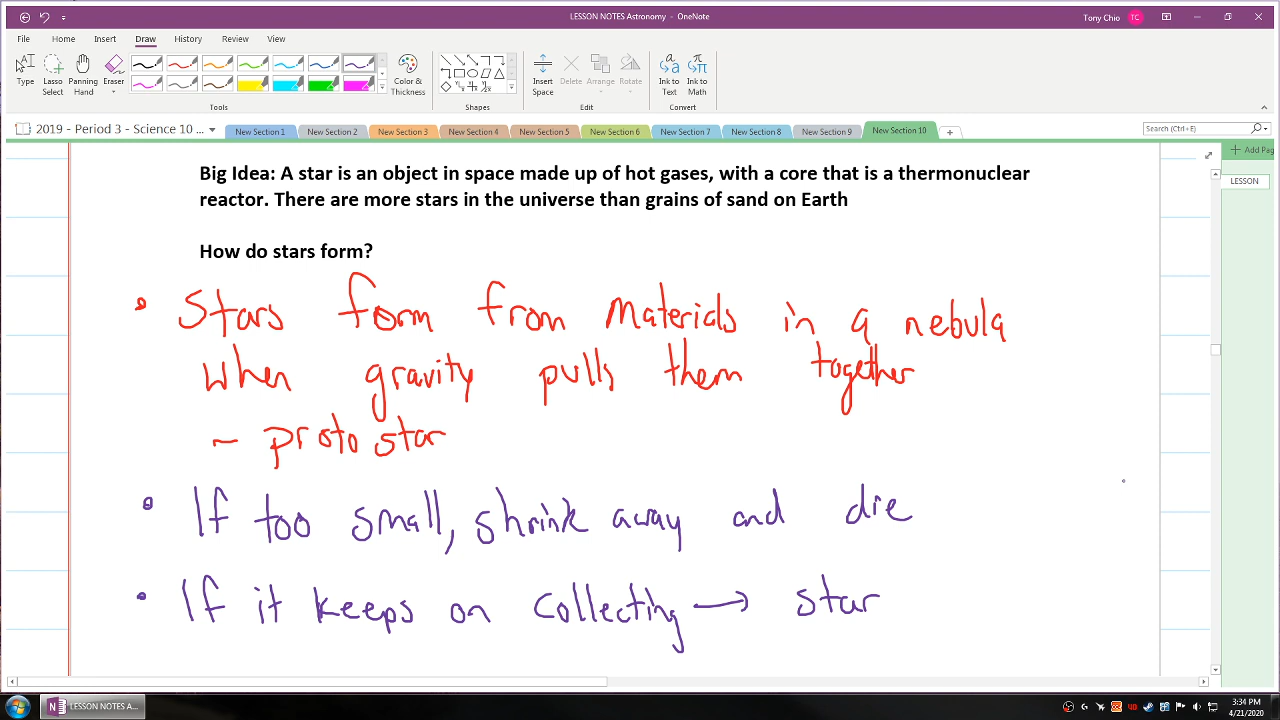 LESSON NOTES Astronomy - OneNote
Tony Chio TC
File Home Insert Draw History Review View
Type Lasso Select Panning Hand Eraser Color & Thickness Insert Space Delete Arrange Rotate Ink to Text Ink to Math
Tools Shapes Edit Convert
2019 - Period 3 - Science 10 ... New Section 1 New Section 2 New Section 3 New Section 4 New Section 5 New Section 6 New Section 7 New Section 8 New Section 9 New Section 10 Search (Ctrl+E)
Add Pag
LESSON
Big Idea: A star is an object in space made up of hot gases, with a core that is a thermonuclear
reactor. There are more stars in the universe than grains of sand on Earth
How do stars form?
• Stars form from materials in a nebula
when gravity pulls them together
- protostar
• If too small, shrink away and die
• If it keeps on collecting → star
LESSON NOTES A...
3:34 PM
4/21/2020